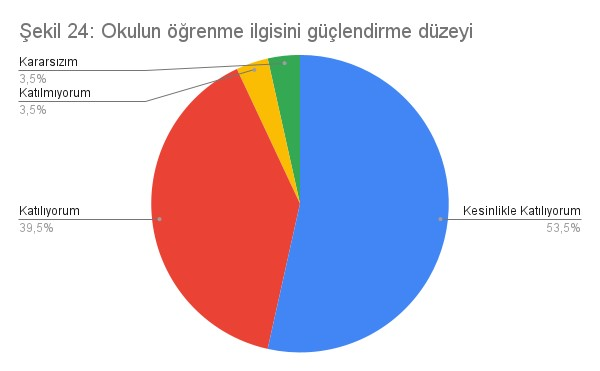 Şekil 24: Okulun öğrenme ilgisini güçlendirme düzeyi
Kararsızım
3,5%
Katılmıyorum
3,5%
Katılıyorum
39,5%
Kesinlikle Katılıyorum
53,5%